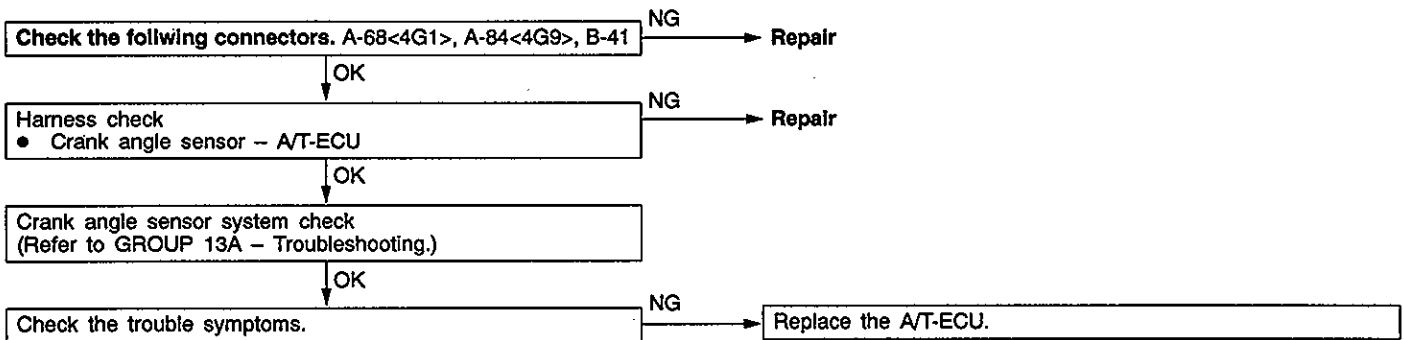 NG
Check the follwing connectors. A-68<4G1>, A-84<4G9>, B-41
Repair
OK
Harness check
● Crank angle sensor – A/T-ECU
NG
Repair
OK
Crank angle sensor system check
(Refer to GROUP 13A – Troubleshooting.)
OK
Check the trouble symptoms.
NG
Replace the A/T-ECU.